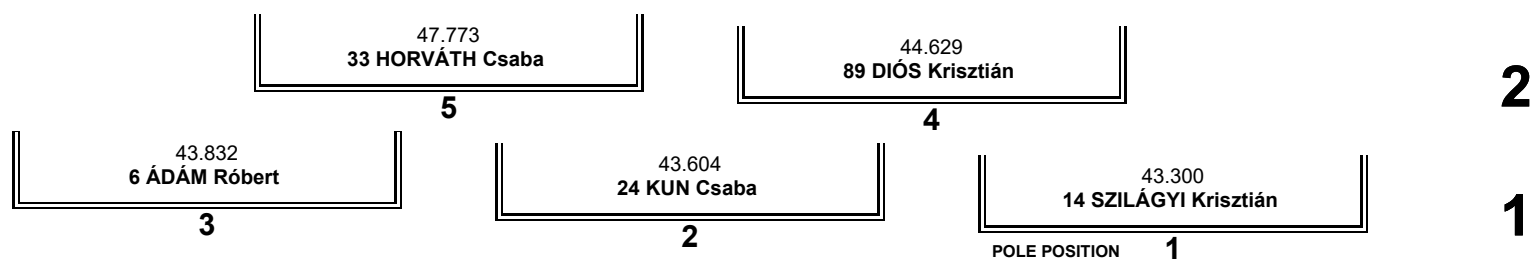 47.773
33 HORVÁTH Csaba
5
44.629
89 DIÓS Krisztián
4
2
43.832
6 ÁDÁM Róbert
3
43.604
24 KUN Csaba
2
43.300
14 SZILÁGYI Krisztián
POLE POSITION 1
1